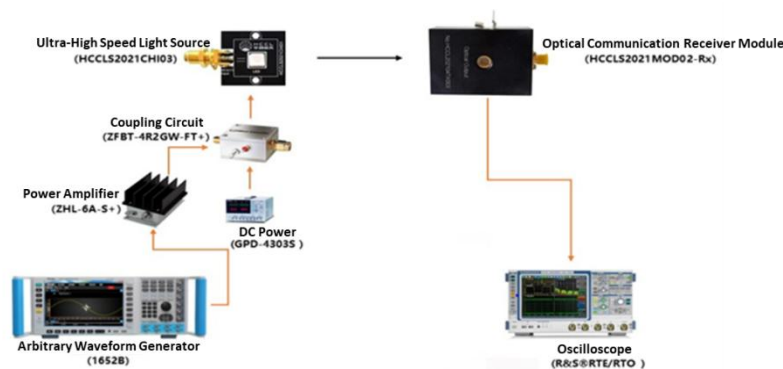 Ultra-High Speed Light Source
(HCCLS2021CHI03)
Optical Communication Receiver Module
(HCCLS2021MOD02-Rx)
Coupling Circuit
(ZFBT-4R2GW-FT+)
Power Amplifier
(ZHL-6A-S+)
DC Power
(GPD-4303S)
Arbitrary Waveform Generator
(1652B)
Oscilloscope
(R&S®RTE/RTO)